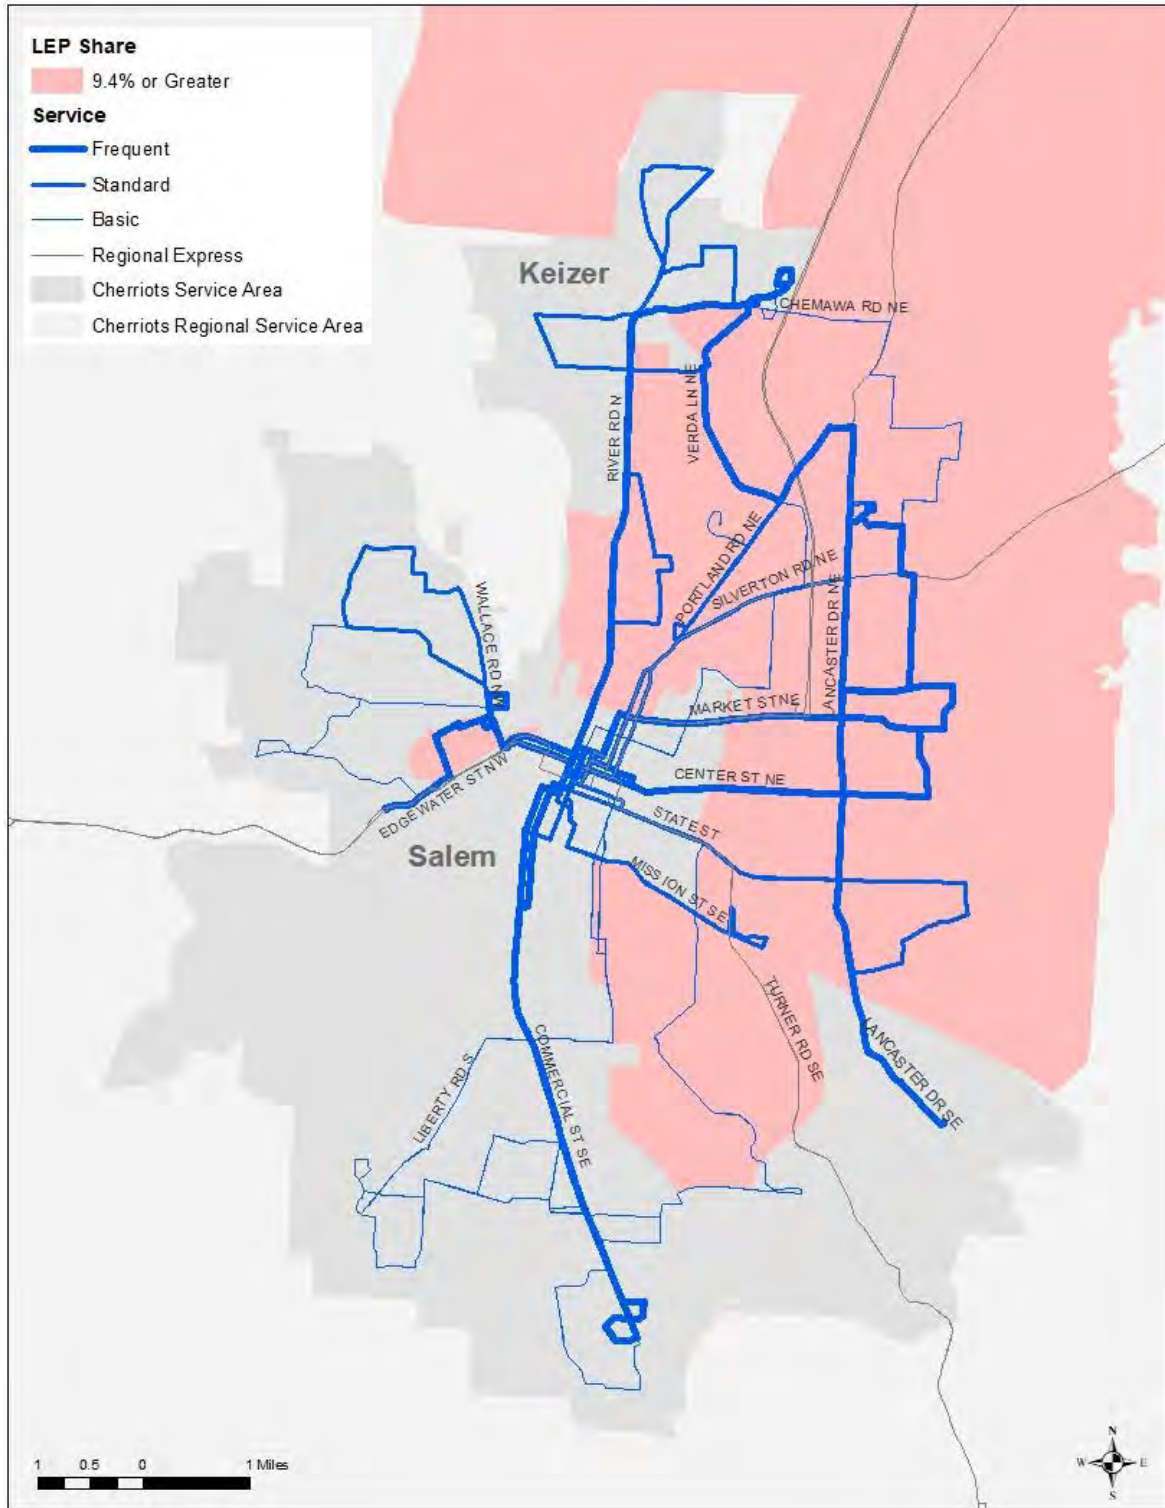 LEP Share
9.4% or Greater
Service
Frequent
Standard
Basic
Regional Express
Cherriots Service Area
Cherriots Regional Service Area
Keizer
CHEMAWA RD NE
RIVER RD N
VERDA LN NE
PORTLAND RD NE
SILVERTON RD NE
LANCASTER DR NE
WALLACE RD NW
MARKET ST NE
CENTER ST NE
EDGEWATER ST NW
STATE ST
Salem
MISSION ST SE
TURNER RD SE
LANCASTER DR SE
COMMERCIAL ST SE
LIBERTY RD S
1 0.5 0 1 Miles
N
W E
S